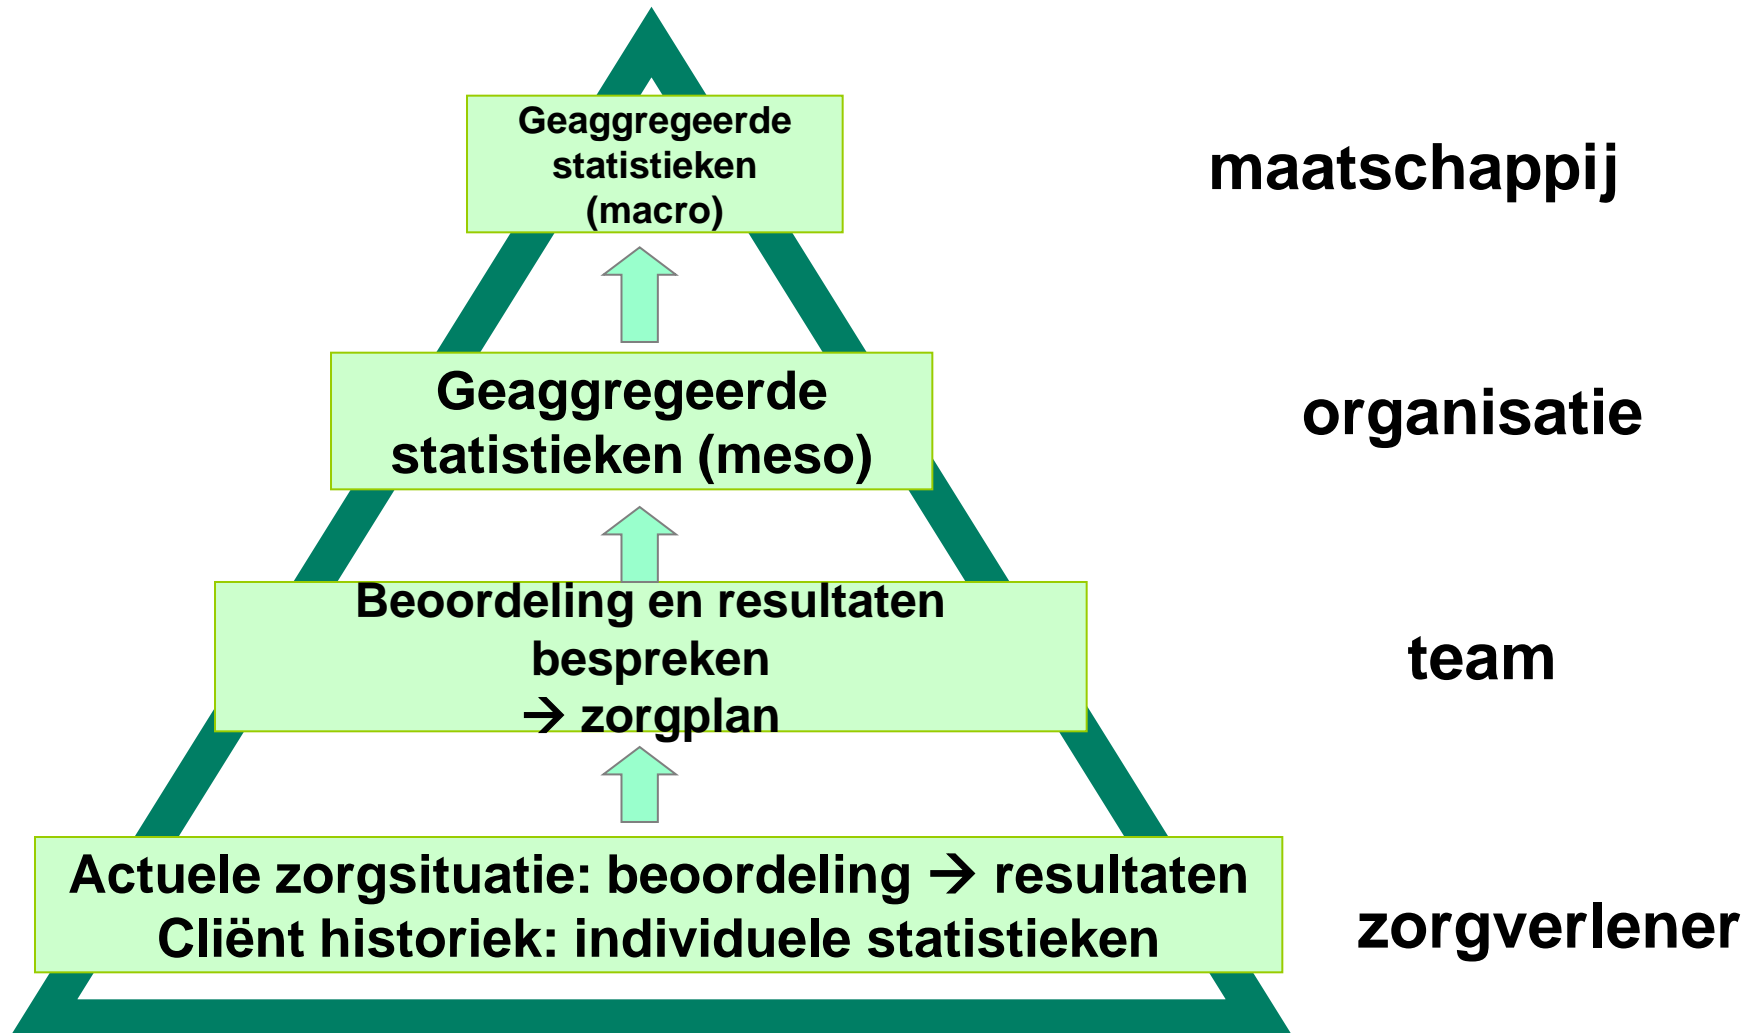 Geaggregeerde
statistieken
(macro)
maatschappij
Geaggregeerde
statistieken (meso)
organisatie
Beoordeling en resultaten
bespreken
→ zorgplan
team
Actuele zorgsituatie: beoordeling → resultaten
Cliënt historiek: individuele statistieken
zorgverlener